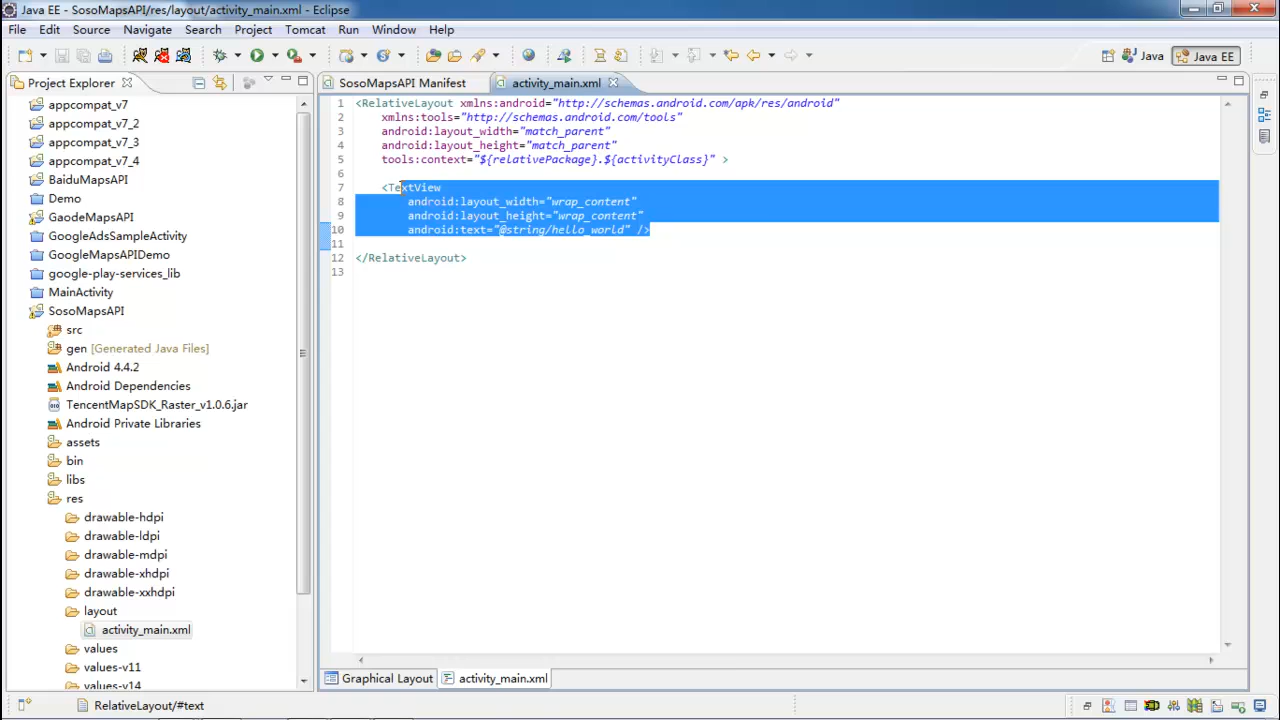 Java EE - SosoMapsAPI/res/layout/activity_main.xml - Eclipse
File Edit Source Navigate Search Project Tomcat Run Window Help
Java Java EE
Project Explorer
SosoMapsAPI Manifest activity_main.xml
appcompat_v7
appcompat_v7_2
appcompat_v7_3
appcompat_v7_4
BaiduMapsAPI
Demo
GaodeMapsAPI
GoogleAdsSampleActivity
GoogleMapsAPIDemo
google-play-services_lib
MainActivity
SosoMapsAPI
src
gen [Generated Java Files]
Android 4.4.2
Android Dependencies
TencentMapSDK_Raster_v1.0.6.jar
Android Private Libraries
assets
bin
libs
res
drawable-hdpi
drawable-ldpi
drawable-mdpi
drawable-xhdpi
drawable-xxhdpi
layout
activity_main.xml
values
values-v11
values-v14
1 <RelativeLayout xmlns:android="http://schemas.android.com/apk/res/android"
2 xmlns:tools="http://schemas.android.com/tools"
3 android:layout_width="match_parent"
4 android:layout_height="match_parent"
5 tools:context="${relativePackage}.${activityClass}" >
6
7 <TextView
8 android:layout_width="wrap_content"
9 android:layout_height="wrap_content"
10 android:text="@string/hello_world" />
11
12 </RelativeLayout>
13
Graphical Layout activity_main.xml
RelativeLayout/#text